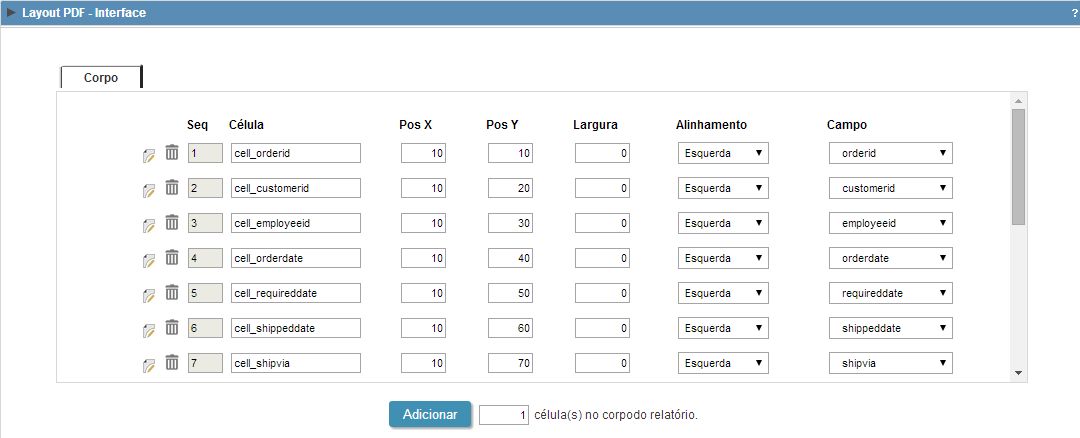 Layout PDF - Interface ?
Corpo
Seq Célula Pos X Pos Y Largura Alinhamento Campo
1 cell_orderid 10 10 0 Esquerda orderid
2 cell_customerid 10 20 0 Esquerda customerid
3 cell_employeeid 10 30 0 Esquerda employeeid
4 cell_orderdate 10 40 0 Esquerda orderdate
5 cell_requireddate 10 50 0 Esquerda requireddate
6 cell_shippeddate 10 60 0 Esquerda shippeddate
7 cell_shipvia 10 70 0 Esquerda shipvia
Adicionar 1 célula(s) no corpodo relatório.